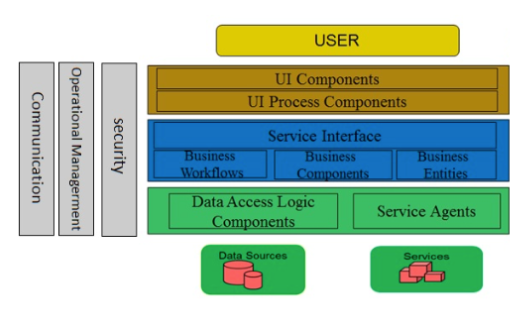 USER
UI Components
UI Process Components
Service Interface
Business
Workflows
Business
Components
Business
Entities
Data Access Logic
Components
Service Agents
Data Sources
Services
Communication
Operational Managerment
security